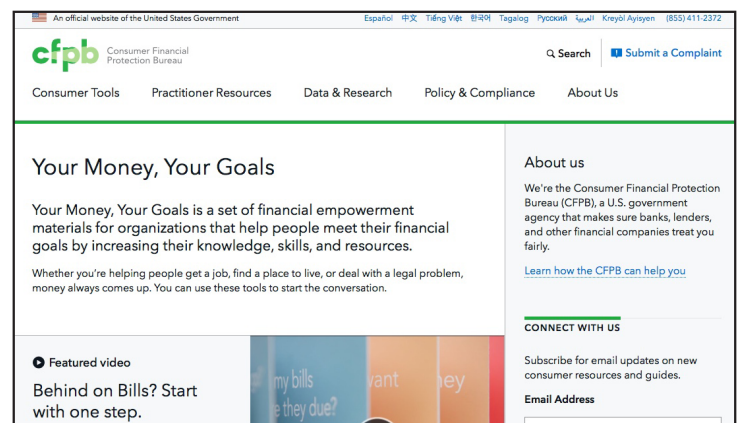 An official website of the United States Government
Español 中文 Tiếng Việt 한국어 Tagalog Русский العربية Kreyòl Ayisyen (855) 411-2372
cfpb Consumer Financial
Protection Bureau
Search
Submit a Complaint
Consumer Tools Practitioner Resources Data & Research Policy & Compliance About Us
Your Money, Your Goals
Your Money, Your Goals is a set of financial empowerment
materials for organizations that help people meet their financial
goals by increasing their knowledge, skills, and resources.
Whether you're helping people get a job, find a place to live, or deal with a legal problem,
money always comes up. You can use these tools to start the conversation.
Featured video
Behind on Bills? Start
with one step.
my bills
they due?
want
ey
About us
We're the Consumer Financial Protection
Bureau (CFPB), a U.S. government
agency that makes sure banks, lenders,
and other financial companies treat you
fairly.
Learn how the CFPB can help you
CONNECT WITH US
Subscribe for email updates on new
consumer resources and guides.
Email Address